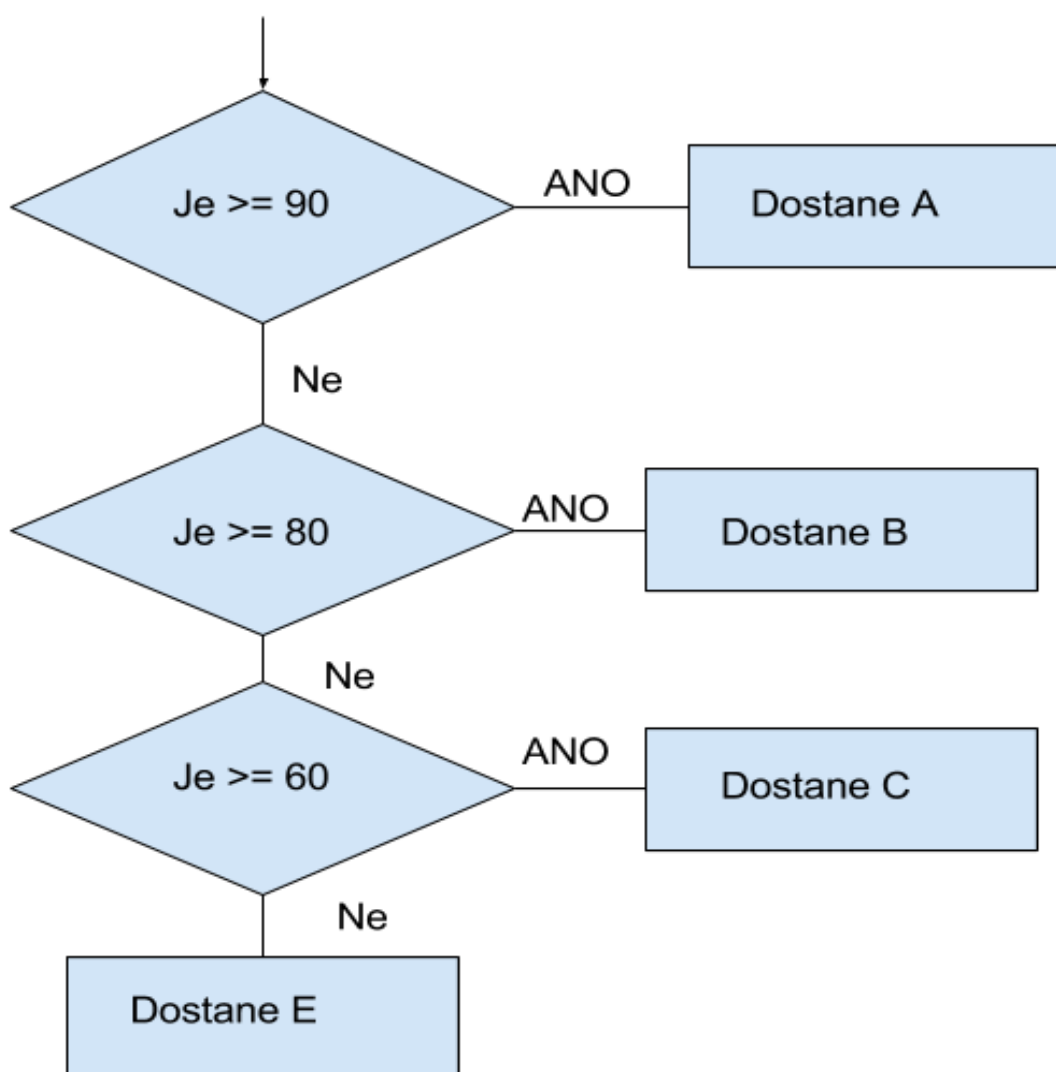 Je >= 90
ANO
Dostane A
Ne
Je >= 80
ANO
Dostane B
Ne
Je >= 60
ANO
Dostane C
Ne
Dostane E